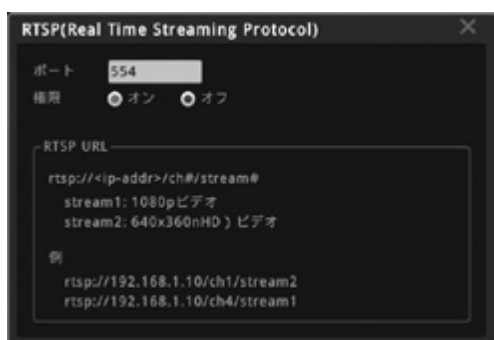 RTSP(Real Time Streaming Protocol)
ポート 554
権限 オン オフ
RTSP URL
rtsp://<ip-addr>/ch#/stream#
stream1: 1080pビデオ
stream2: 640x360nHD ) ビデオ
例
rtsp://192.168.1.10/ch1/stream2
rtsp://192.168.1.10/ch4/stream1